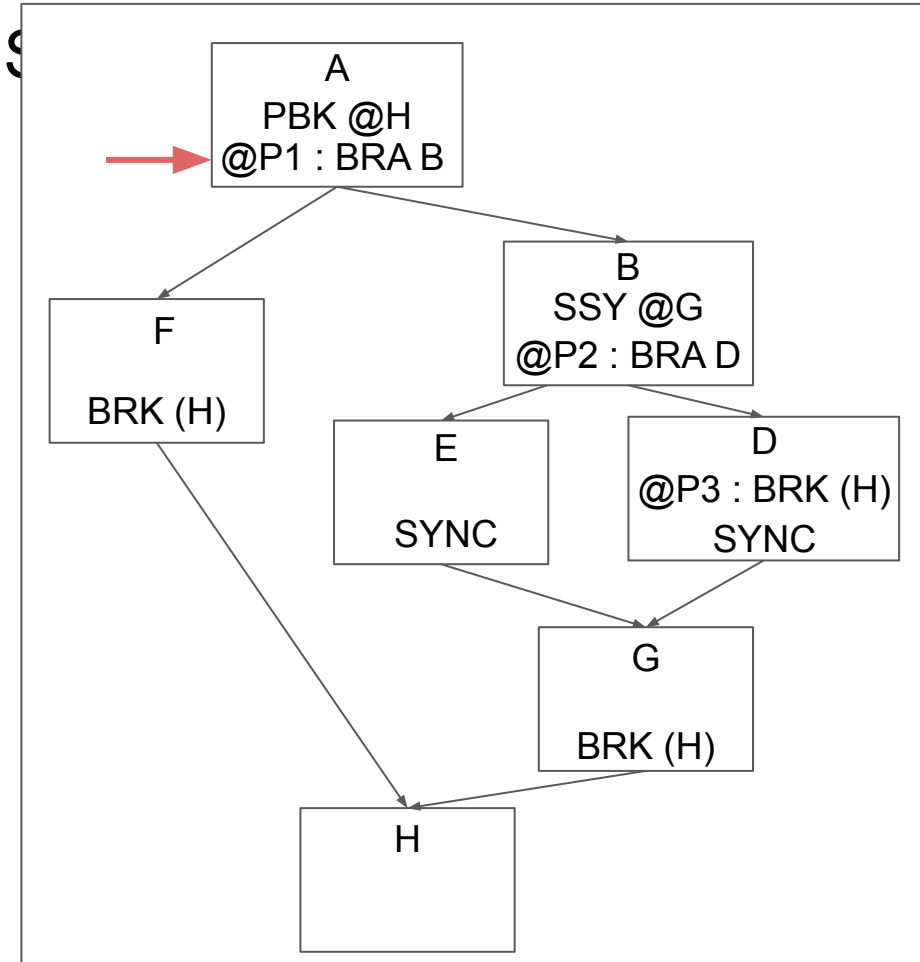 A
PBK @H
@P1 : BRA B
B
SSY @G
@P2 : BRA D
F
BRK (H)
E
SYNC
D
@P3 : BRK (H)
SYNC
G
BRK (H)
H